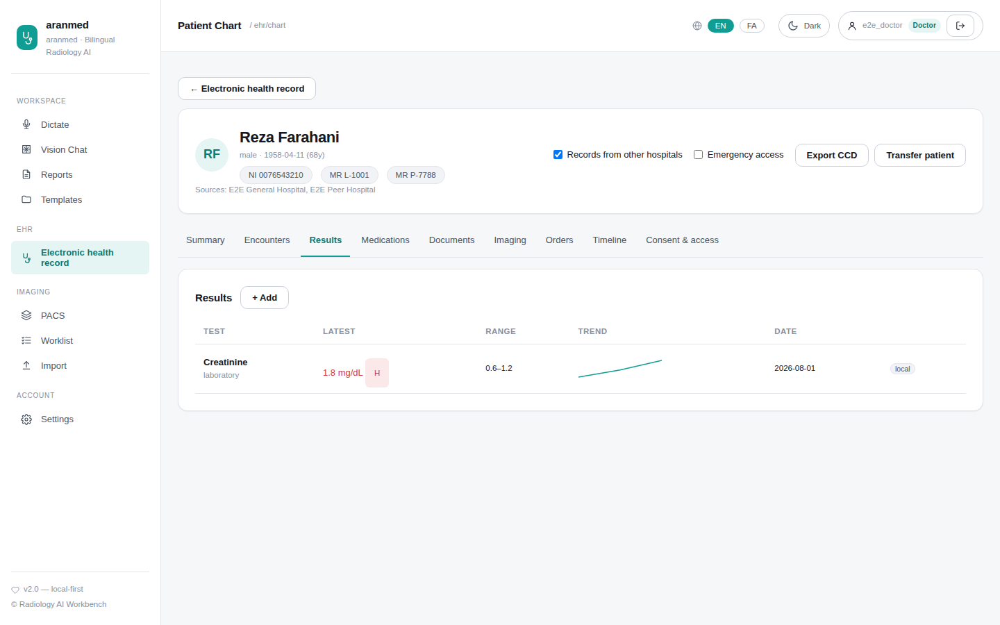 aranmed
aranmed · Bilingual
Radiology AI
WORKSPACE
Dictate
Vision Chat
Reports
Templates
EHR
Electronic health
record
IMAGING
PACS
Worklist
Import
ACCOUNT
Settings
v2.0 — local-first
© Radiology AI Workbench
Patient Chart / ehr/chart
EN FA Dark e2e_doctor Doctor
← Electronic health record
RF
Reza Farahani
male · 1958-04-11 (68y)
NI 0076543210 MR L-1001 MR P-7788
Sources: E2E General Hospital, E2E Peer Hospital
Records from other hospitals Emergency access Export CCD Transfer patient
Summary Encounters Results Medications Documents Imaging Orders Timeline Consent & access
Results + Add
TEST LATEST RANGE TREND DATE
Creatinine
laboratory
1.8 mg/dL H 0.6–1.2 2026-08-01 local